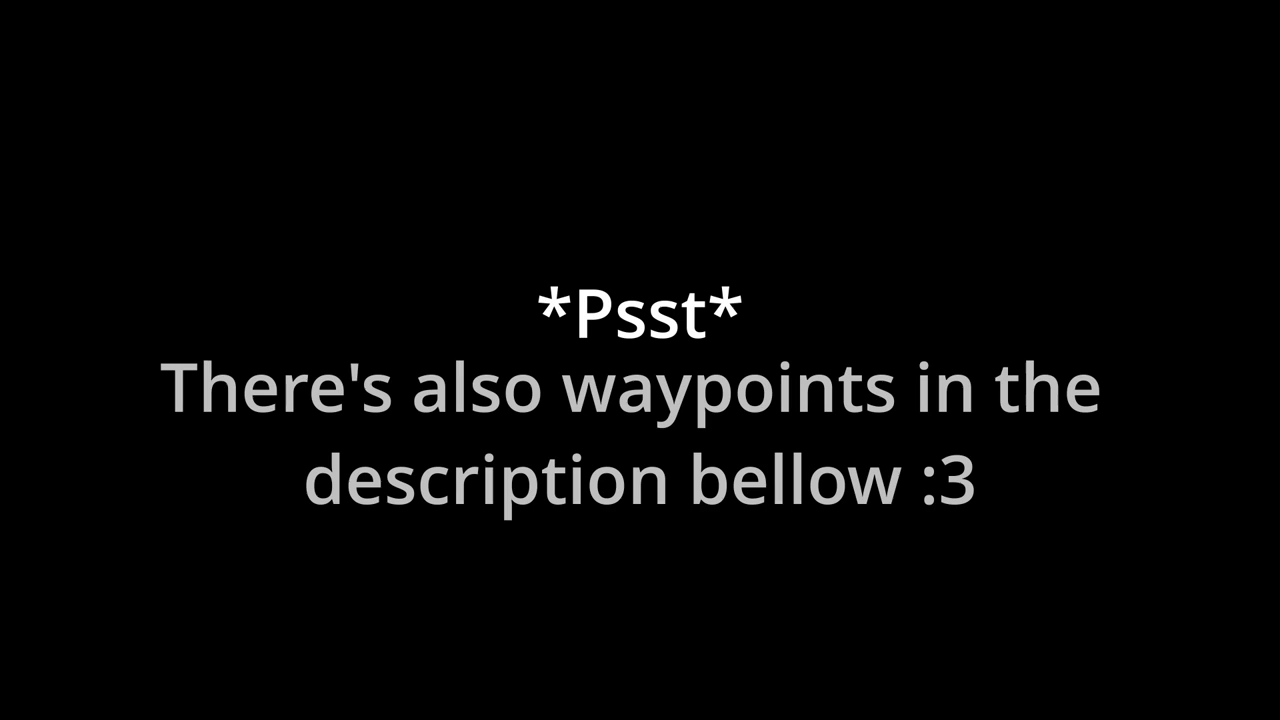 *Psst*
There's also waypoints in the
description bellow :3